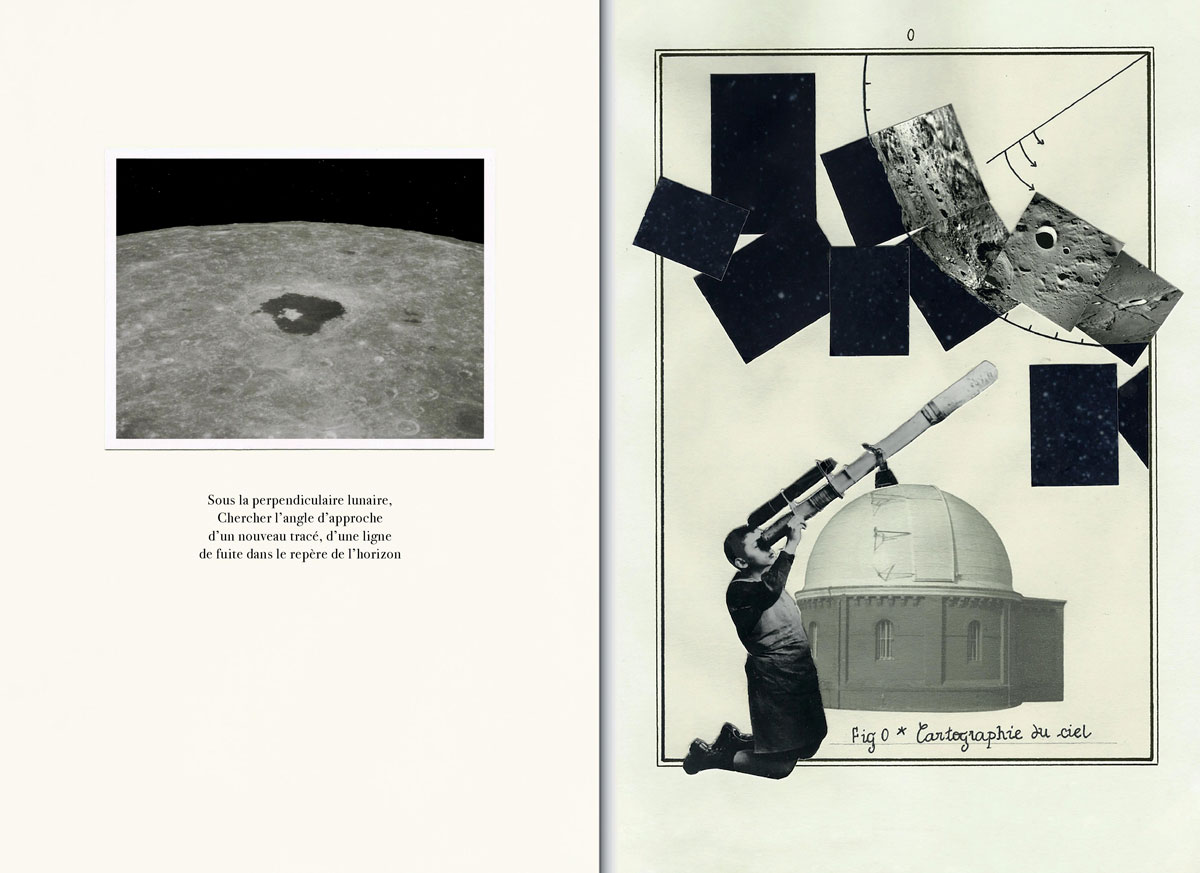 Sous la perpendiculaire lunaire,
Chercher l’angle d’approche
d’un nouveau tracé, d’une ligne
de fuite dans le repère de l’horizon
0
Fig 0 * Cartographie du ciel